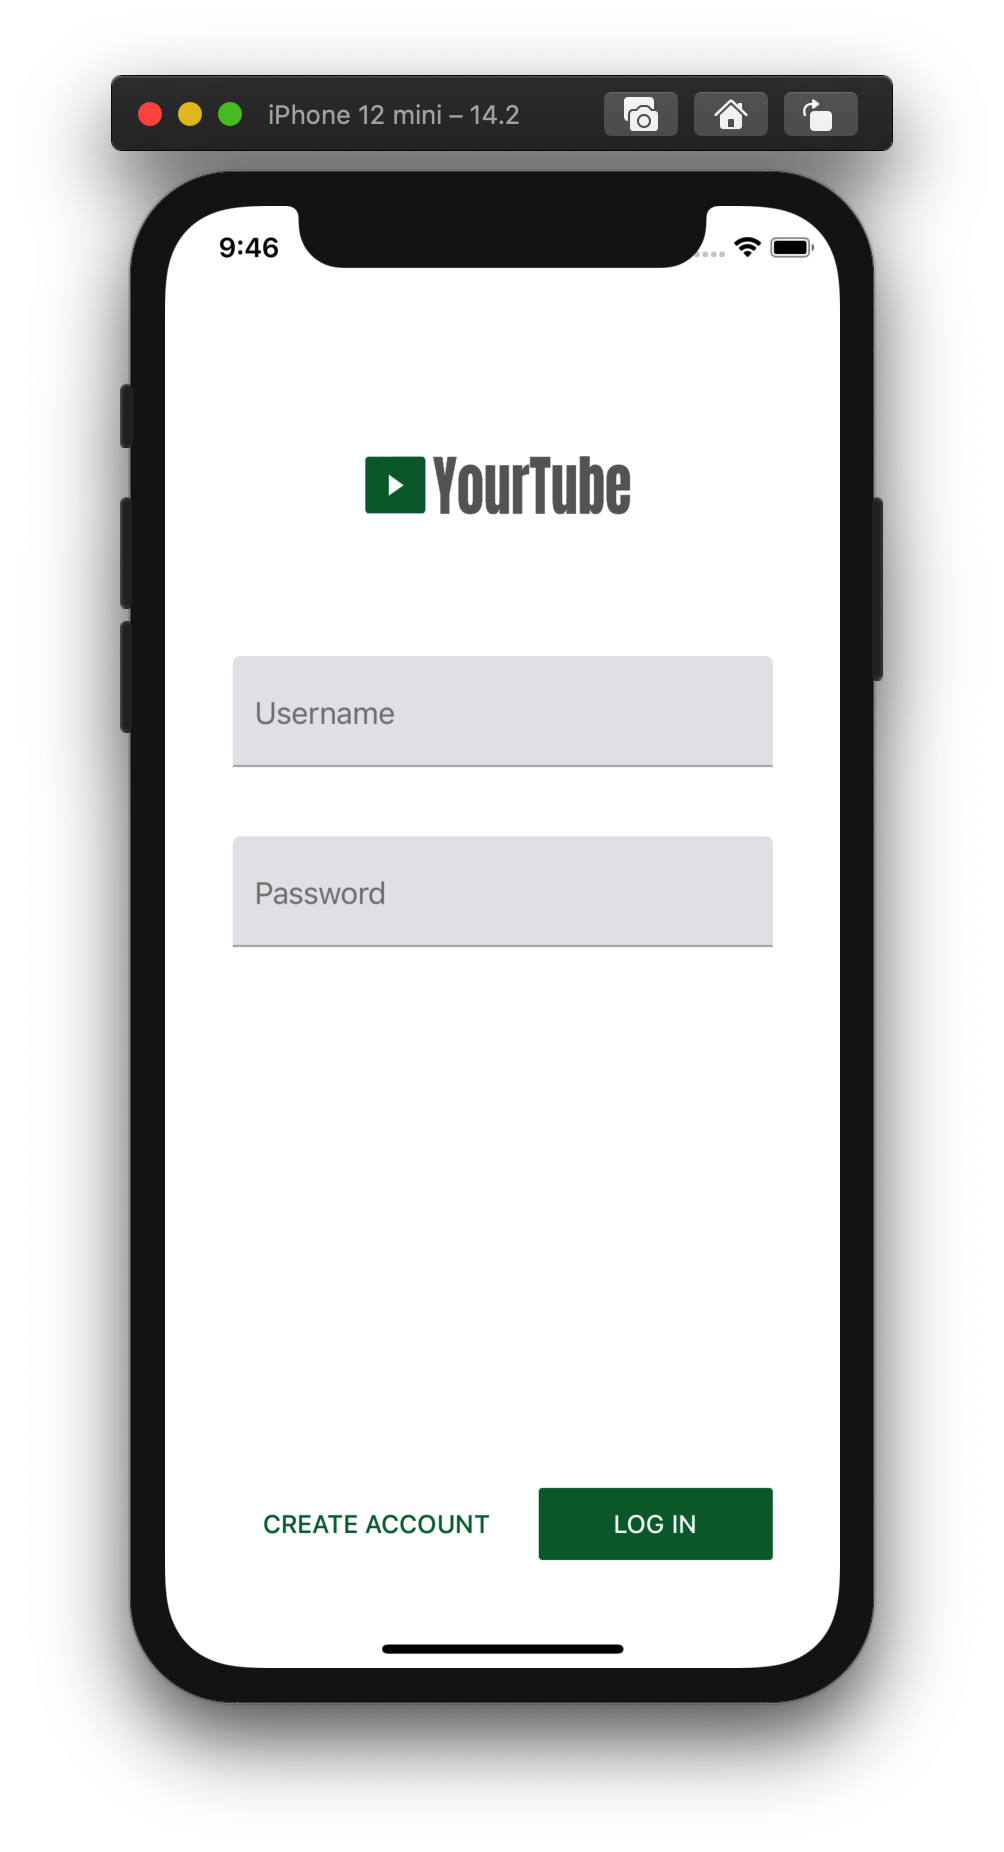 iPhone 12 mini – 14.2
9:46
YourTube
Username
Password
CREATE ACCOUNT
LOG IN